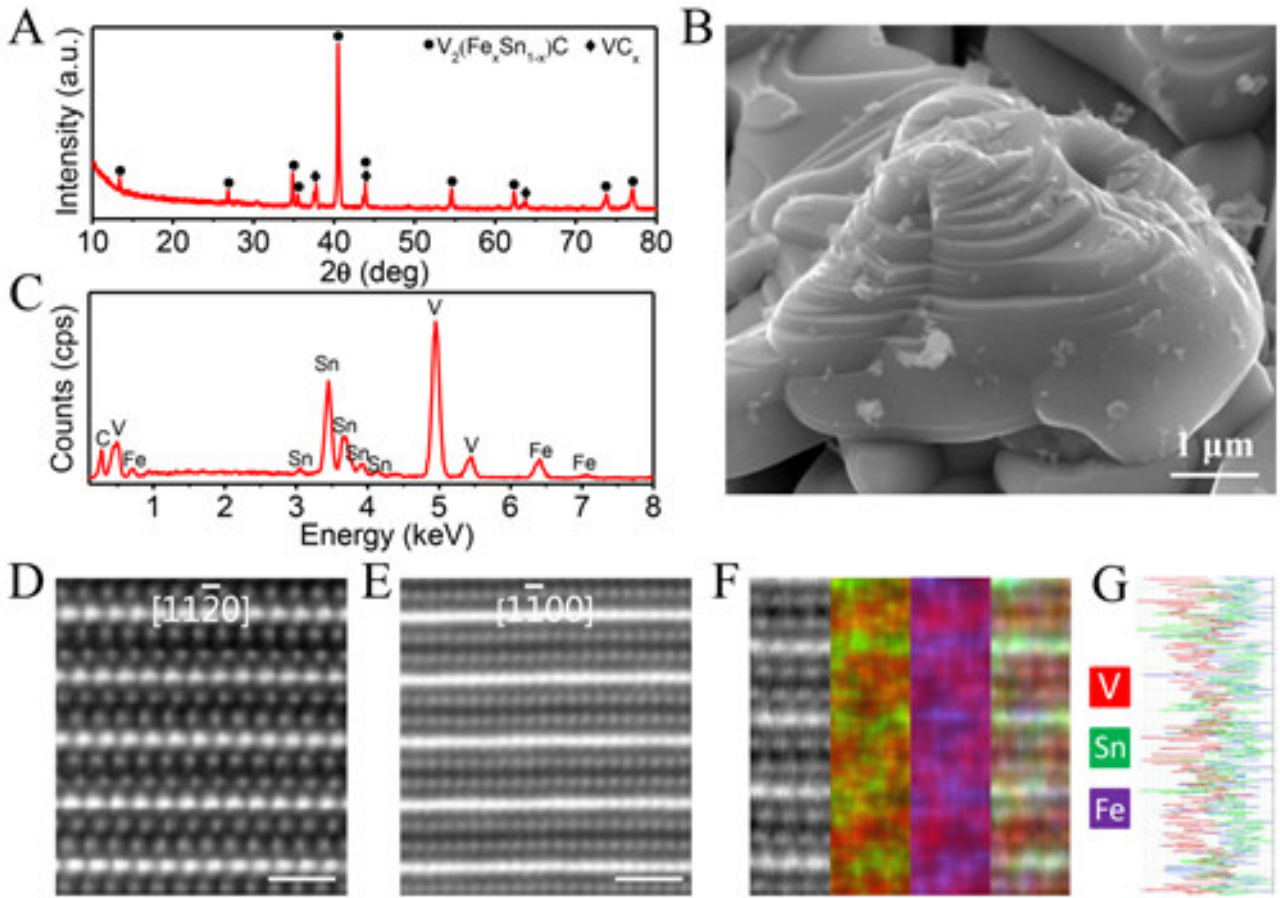 A
Intensity (a.u.)
V₂(FeₓSn₁₋ₓ)C
VCₓ
10 20 30 40 50 60 70 80
2θ (deg)
B
1 μm
C
Counts (cps)
C
V
Fe
Sn
Sn
Sn
Sn
Sn
V
V
Fe
Fe
1 2 3 4 5 6 7 8
Energy (keV)
D
[112̅0]
E
[11̅00]
F
G
V
Sn
Fe